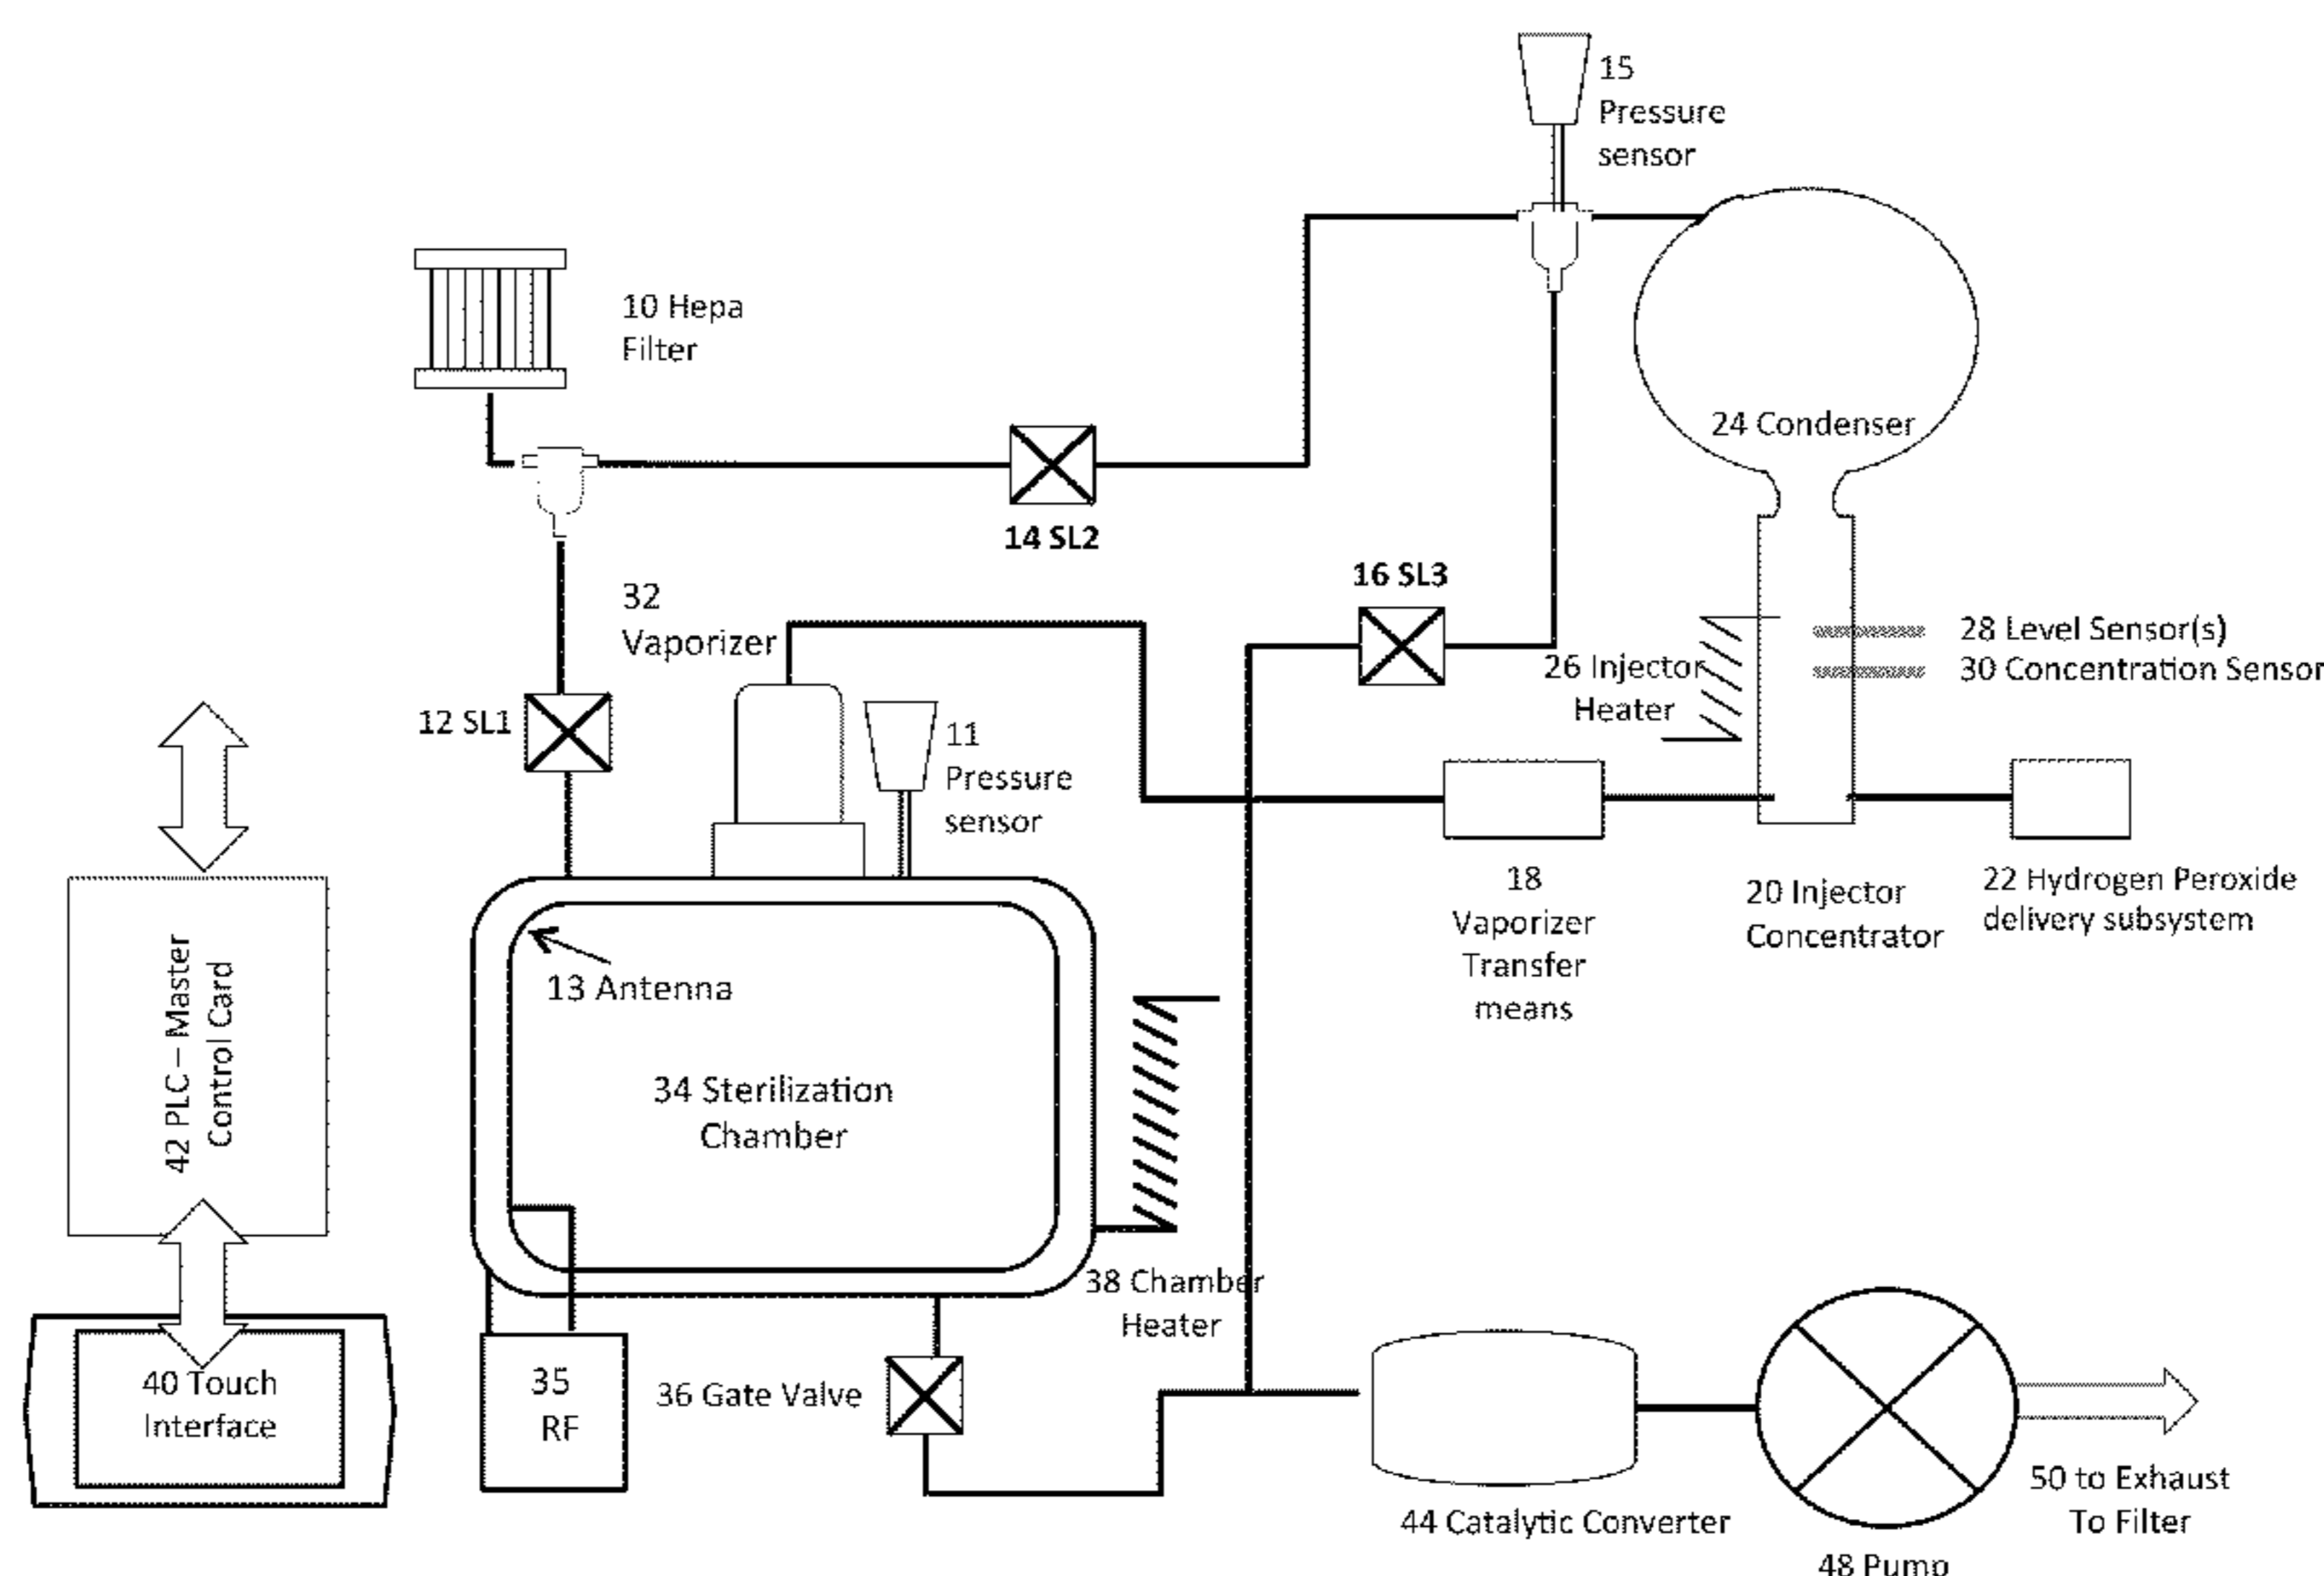 15
Pressure
sensor
10 Hepa
Filter
24 Condenser
14 SL2
16 SL3
32
Vaporizer
28 Level Sensor(s)
30 Concentration Sensor
26 Injector
Heater
12 SL1
11
Pressure
sensor
18
Vaporizer
Transfer
means
20 Injector
Concentrator
22 Hydrogen Peroxide
delivery subsystem
13 Antenna
42 PLC – Master
Control Card
34 Sterilization
Chamber
38 Chamber
Heater
40 Touch
Interface
35
RF
36 Gate Valve
44 Catalytic Converter
50 to Exhaust
To Filter
48 Pump